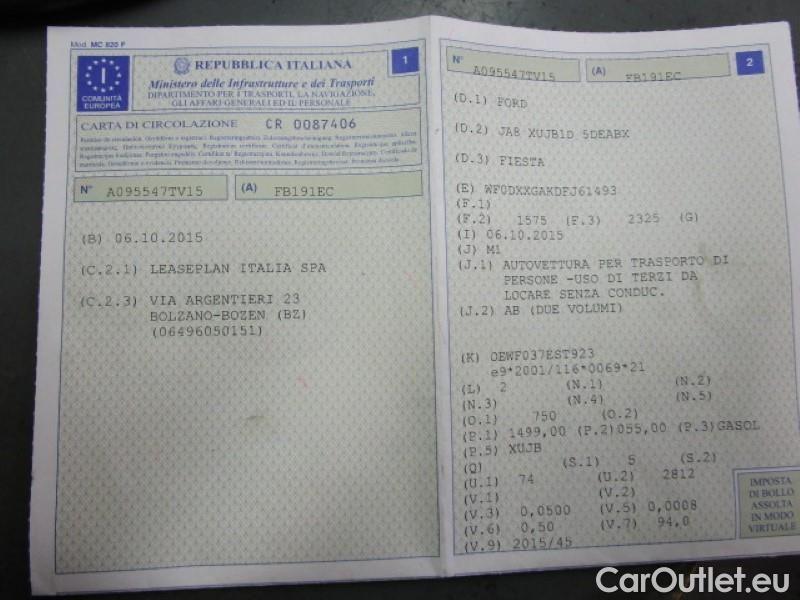 Mod. MC 820 F
REPUBBLICA ITALIANA
1
Ministero delle Infrastrutture e dei Trasporti
DIPARTIMENTO PER I TRASPORTI, LA NAVIGAZIONE,
GLI AFFARI GENERALI ED IL PERSONALE
I
COMUNITÀ
EUROPEA
CARTA DI CIRCOLAZIONE CR 0087406
N° A095547TV15 (A) FB191EC
(B) 06.10.2015
(C.2.1) LEASEPLAN ITALIA SPA
(C.2.3) VIA ARGENTIERI 23
BOLZANO-BOZEN (BZ)
(06496050151)
N° A095547TV15 (A) FB191EC
2
(D.1) FORD
(D.2) JA8 XUJB1D 5DEABX
(D.3) FIESTA
(E) WF0DXXGAKDFJ61493
(F.1)
(F.2) 1575 (F.3) 2325 (G)
(I) 06.10.2015
(J) M1
(J.1) AUTOVETTURA PER TRASPORTO DI
PERSONE -USO DI TERZI DA
LOCARE SENZA CONDUC.
(J.2) AB (DUE VOLUMI)
(K) OEWF037EST923
e9*2001/116*0069*21
(L) 2 (N.1) (N.2)
(N.3) (N.4) (N.5)
(O.1) 750 (O.2)
(P.1) 1499,00 (P.2)055,00 (P.3)GASOL
(P.5) XUJB
(Q) (S.1) 5 (S.2)
(U.1) 74 (U.2) 2812
(V.1) (V.2)
(V.3) 0,0500 (V.5) 0,0008
(V.6) 0,50 (V.7) 94,0
(V.9) 2015/45
IMPOSTA
DI BOLLO
ASSOLTA
IN MODO
VIRTUALE
CarOutlet.eu